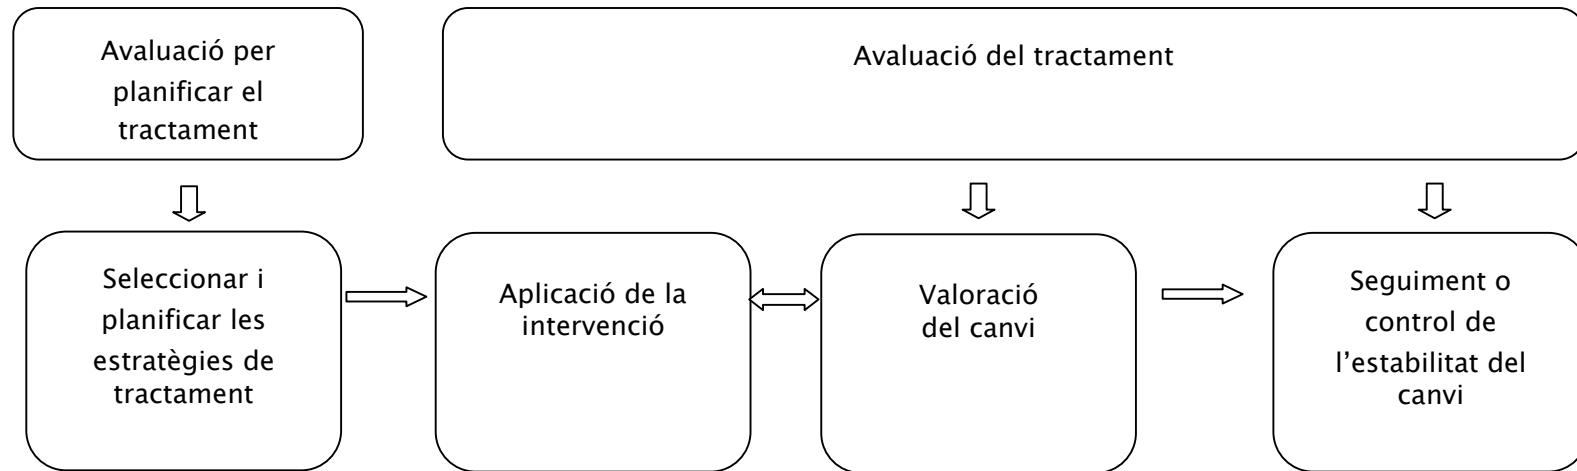 Avaluació per
planificar el
tractament
Avaluació del tractament
Seleccionar i
planificar les
estratègies de
tractament
Aplicació de la
intervenció
Valoració
del canvi
Seguiment o
control de
l’estabilitat del
canvi